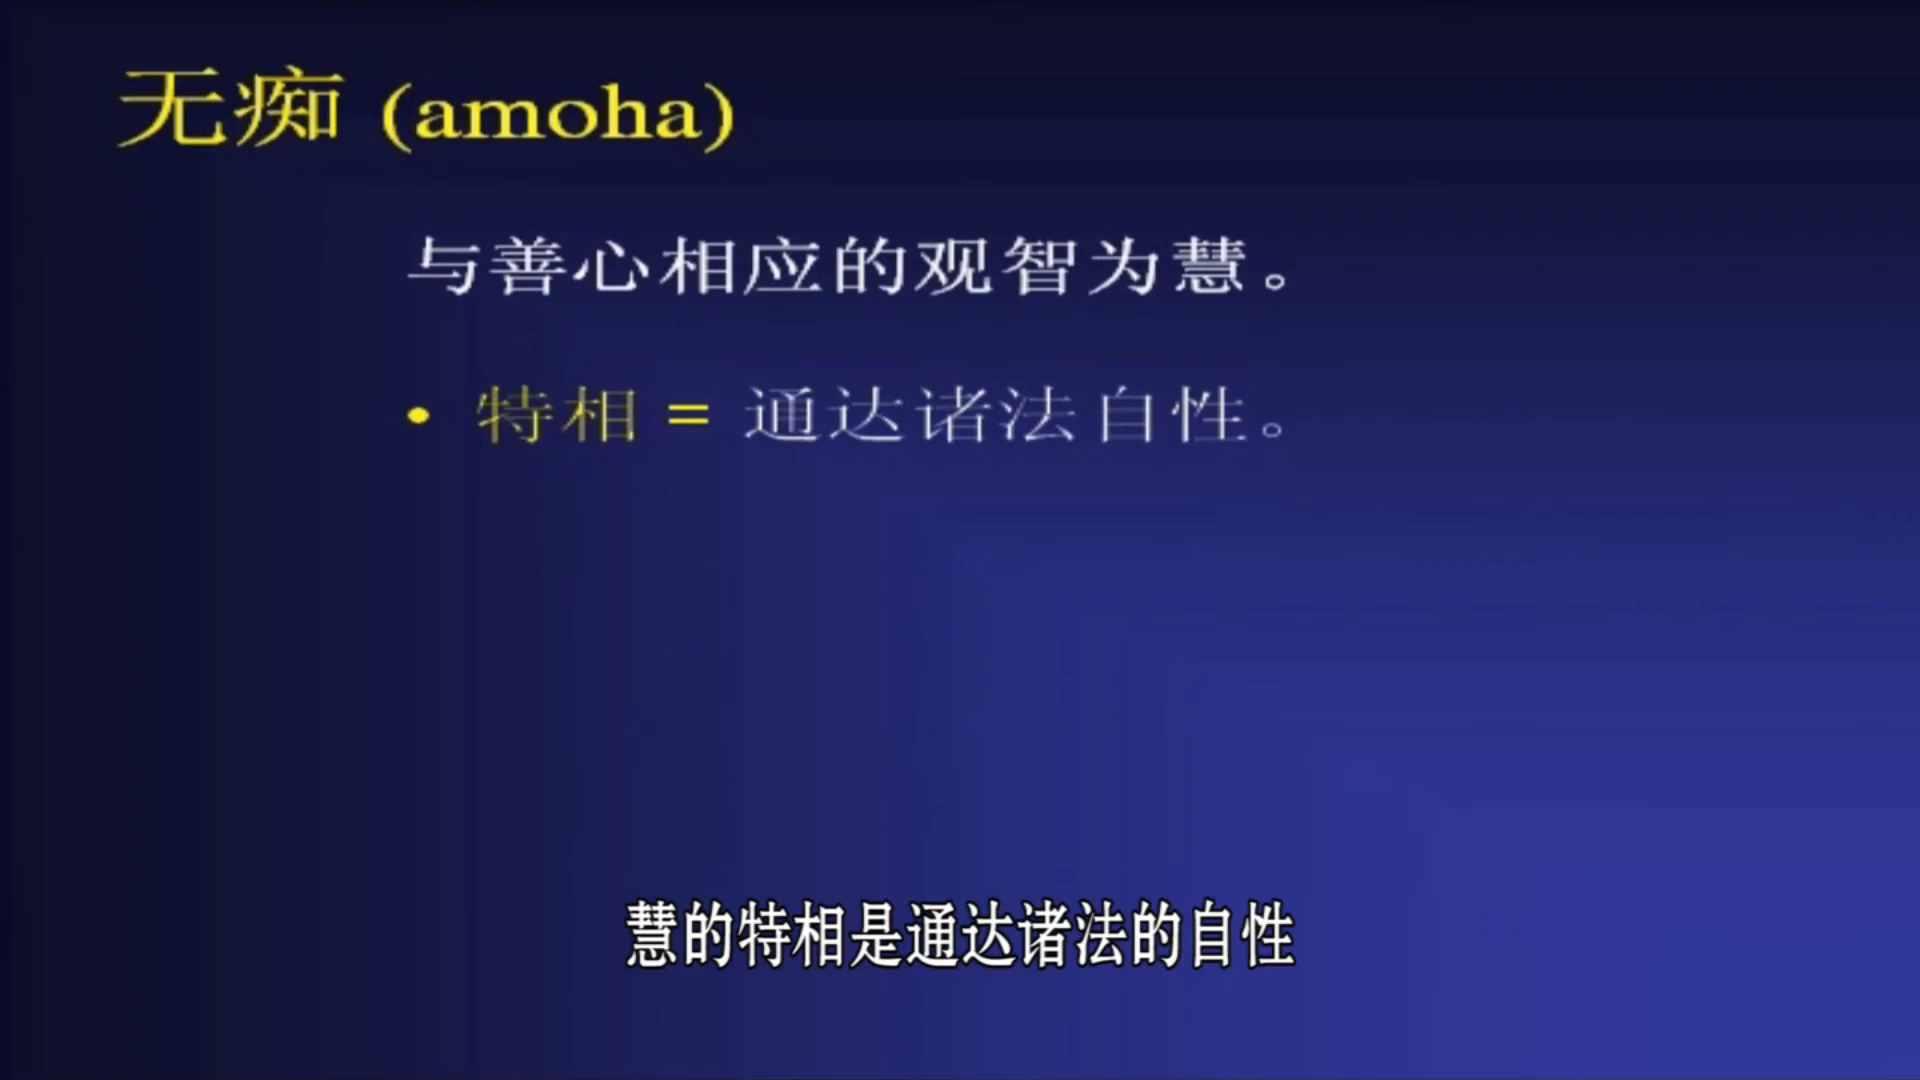 无痴 (amoha)
与善心相应的观智为慧。
• 特相 = 通达诸法自性。
慧的特相是通达诸法的自性